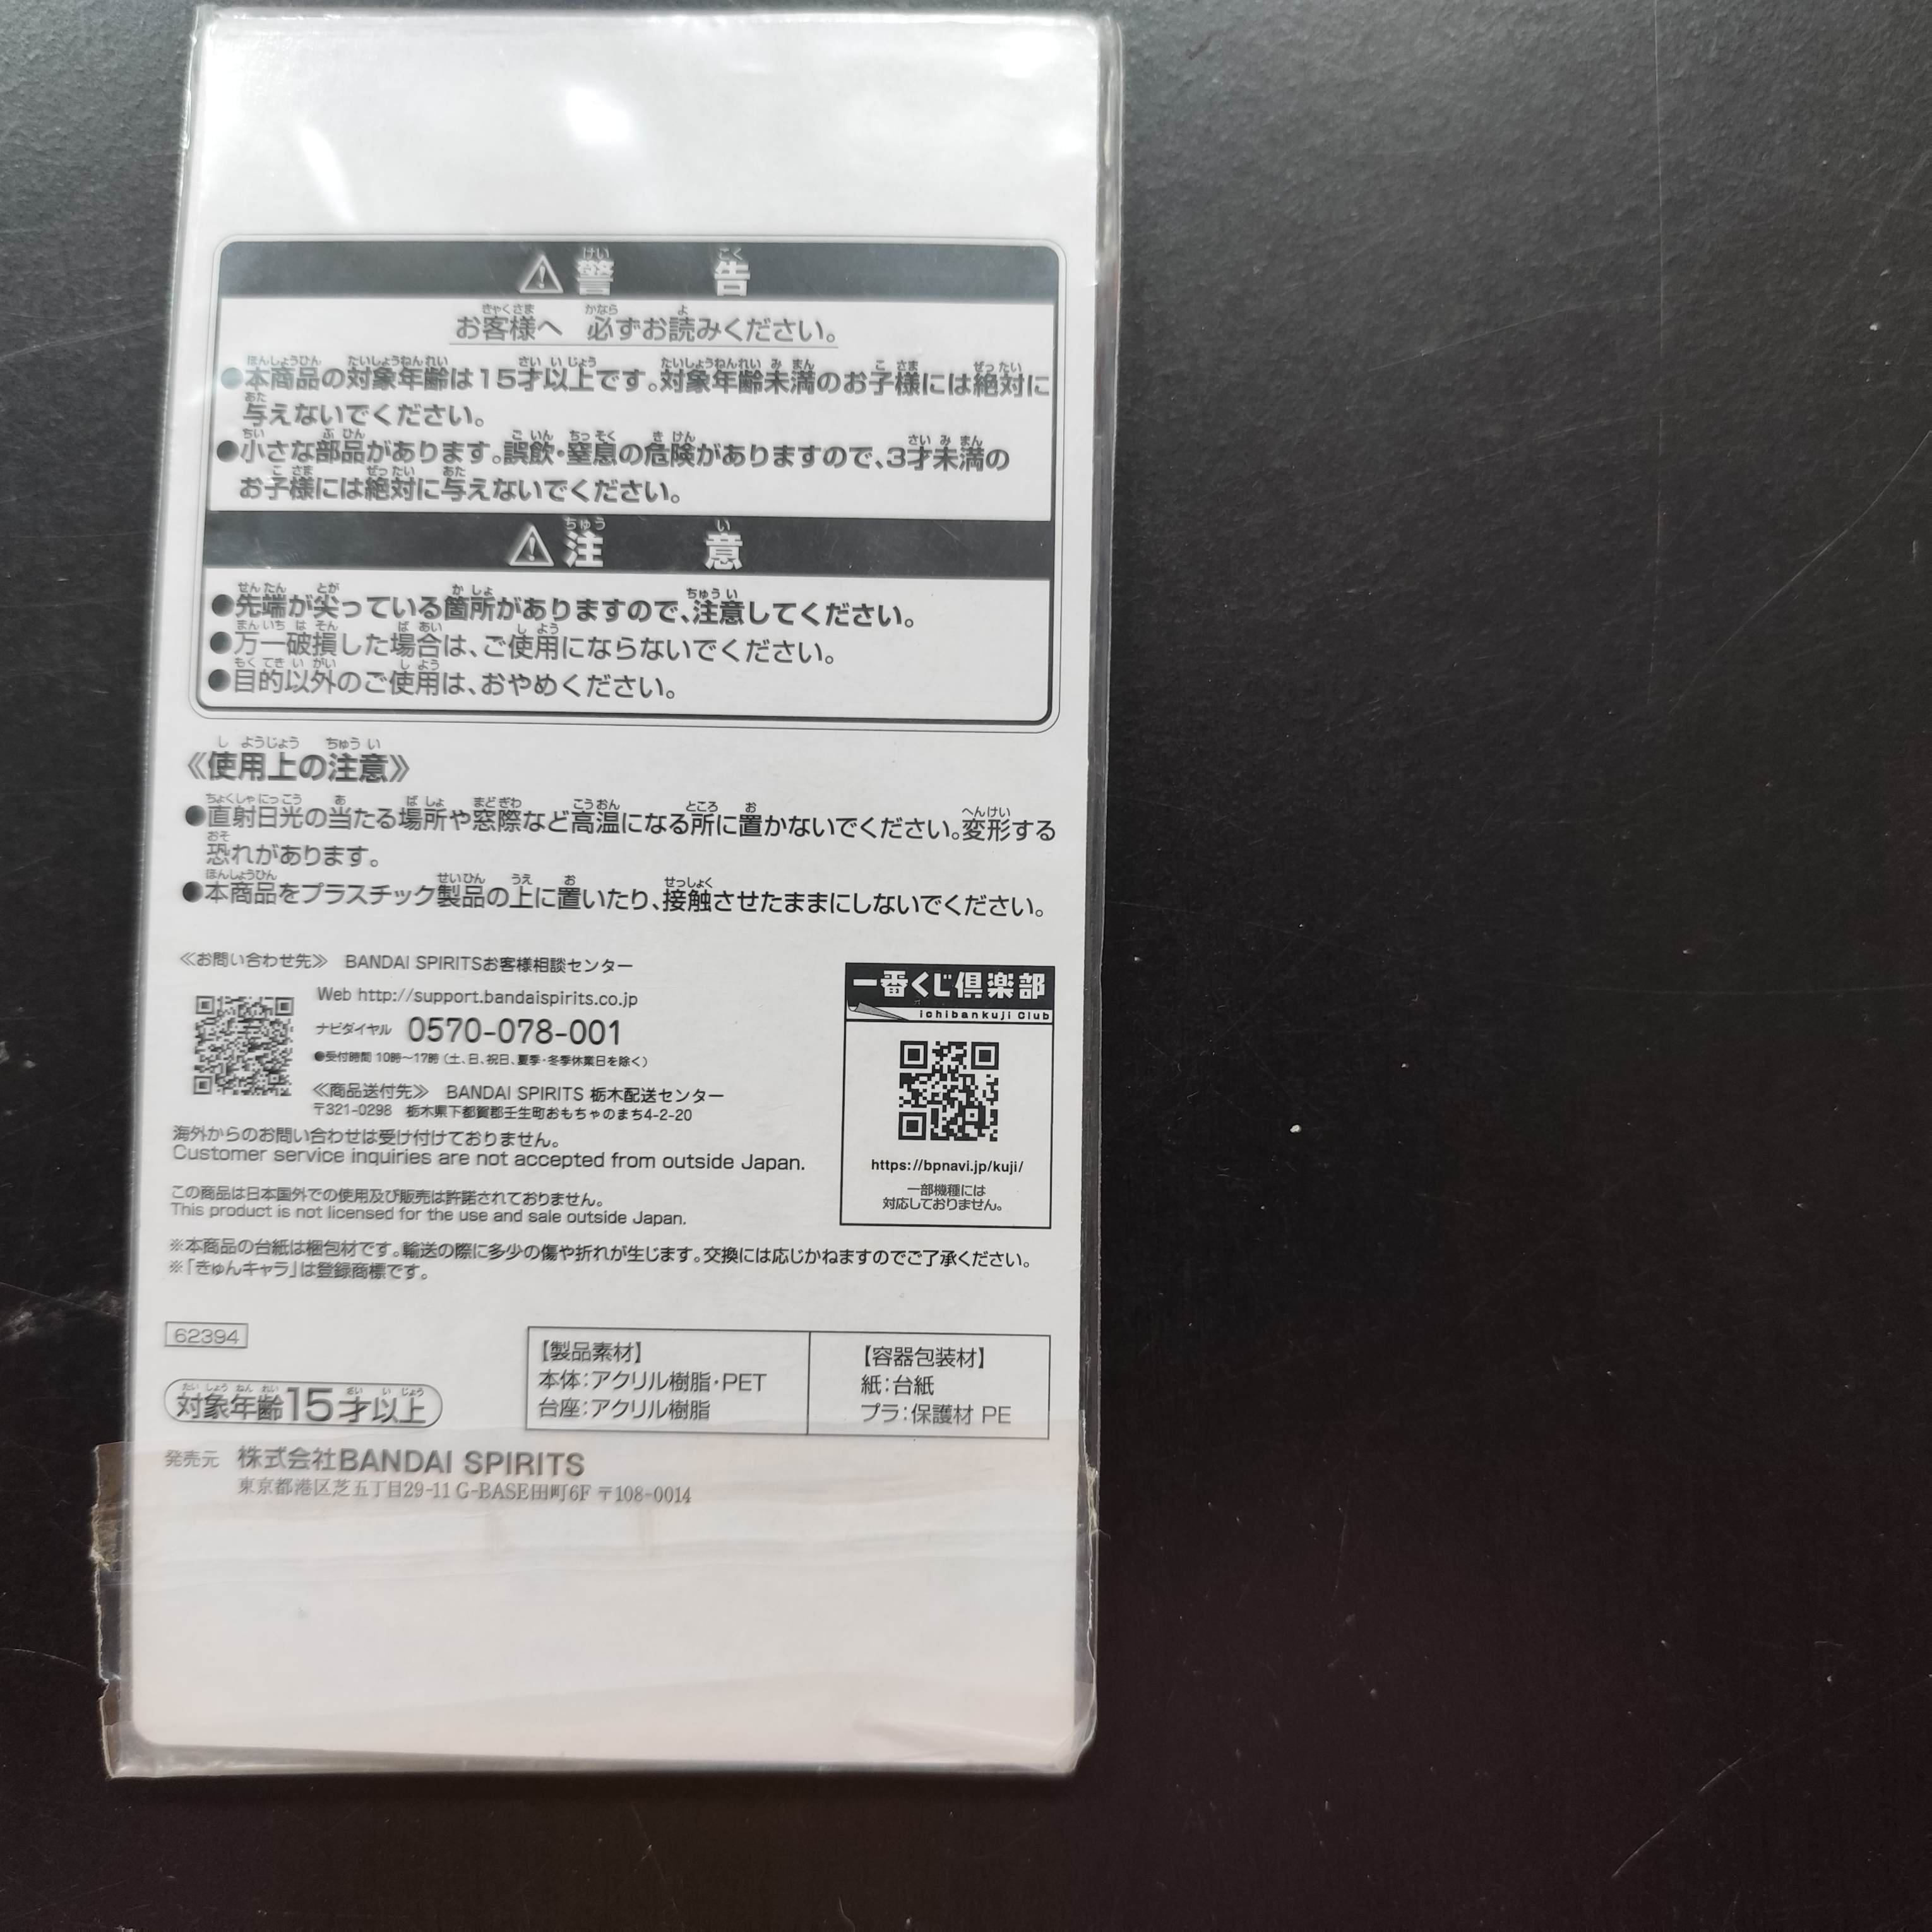 警告
お客様へ 必ずお読みください。
●本商品の対象年齢は15才以上です。対象年齢未満のお子様には絶対に
与えないでください。
●小さな部品があります。誤飲・窒息の危険がありますので、3才未満の
お子様には絶対に与えないでください。
注意
●先端が尖っている箇所がありますので、注意してください。
●万一破損した場合は、ご使用にならないでください。
●目的以外のご使用は、おやめください。
《使用上の注意》
●直射日光の当たる場所や窓際など高温になる所に置かないでください。変形する
恐れがあります。
●本商品をプラスチック製品の上に置いたり、接触させたままにしないでください。
≪お問い合わせ先≫ BANDAI SPIRITSお客様相談センター
Web http://support.bandaispirits.co.jp
ナビダイヤル 0570-078-001
●受付時間 10時〜17時（土、日、祝日、夏季・冬季休業日を除く）
≪商品送付先≫ BANDAI SPIRITS 栃木配送センター
〒321-0298 栃木県下都賀郡壬生町おもちゃのまち4-2-20
海外からのお問い合わせは受け付けておりません。
Customer service inquiries are not accepted from outside Japan.
この商品は日本国外での使用及び販売は許諾されておりません。
This product is not licensed for the use and sale outside Japan.
一番くじ倶楽部
ichibankuji Club
https://bpnavi.jp/kuji/
一部機種には
対応しておりません。
※本商品の台紙は梱包材です。輸送の際に多少の傷や折れが生じます。交換には応じかねますのでご了承ください。
※「きゅんキャラ」は登録商標です。
62394
対象年齢15才以上
【製品素材】
本体:アクリル樹脂・PET
台座:アクリル樹脂
【容器包装材】
紙:台紙
プラ:保護材 PE
発売元 株式会社BANDAI SPIRITS
東京都港区芝五丁目29-11 G-BASE田町6F 〒108-0014